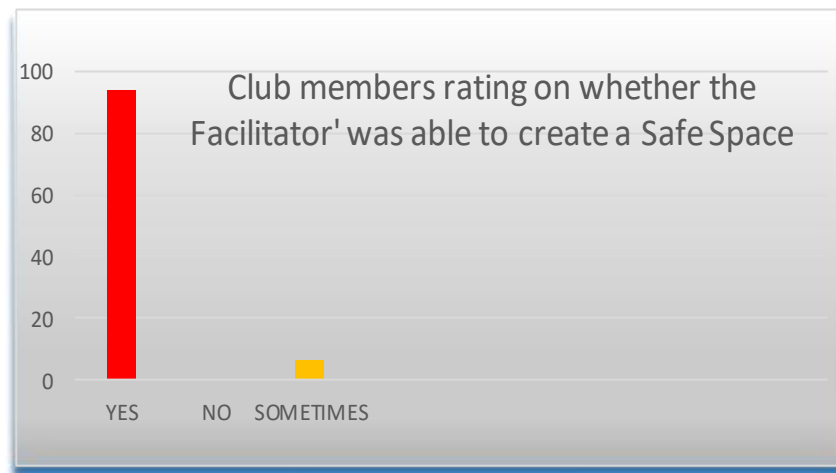 Club members rating on whether the
Facilitator' was able to create a Safe Space
100
80
60
40
20
0
YES NO SOMETIMES